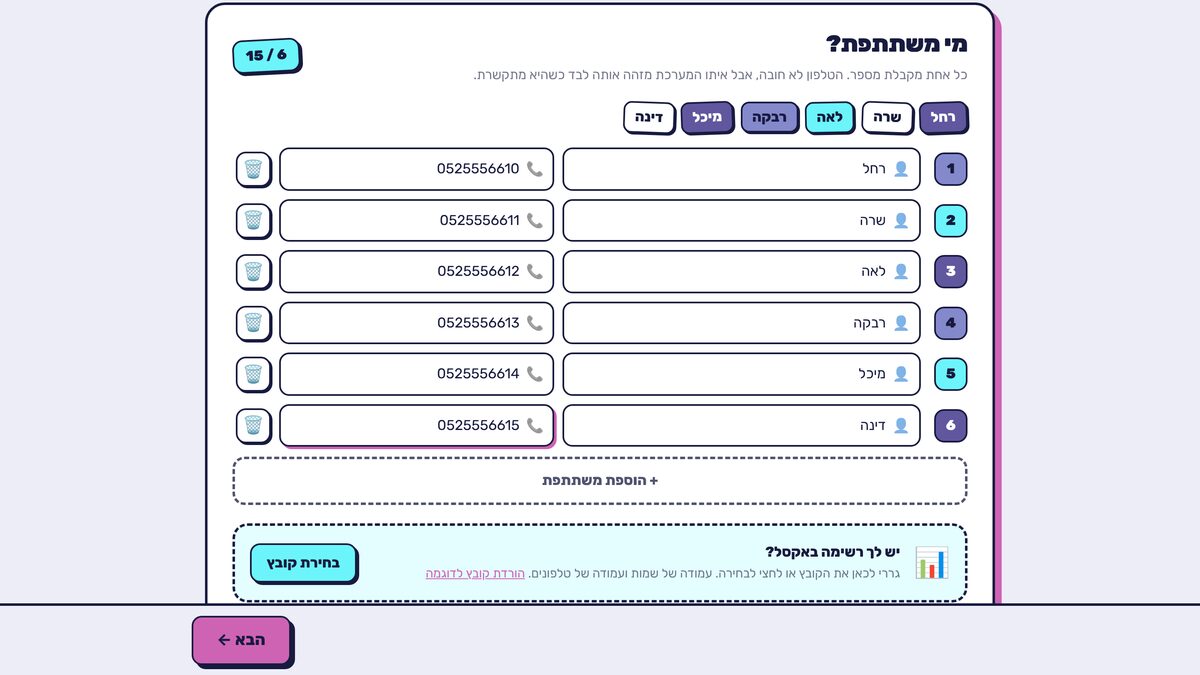 מי משתתפת?
15 / 6
כל אחת מקבלת מספר. הטלפון לא חובה, אבל איתו המערכת מזהה אותה לבד כשהיא מתקשרת.
רחל שרה לאה רבקה מיכל דינה
1 רחל 0525556610
2 שרה 0525556611
3 לאה 0525556612
4 רבקה 0525556613
5 מיכל 0525556614
6 דינה 0525556615
+ הוספת משתתפת
יש לך רשימה באקסל?
גררי לכאן את הקובץ או לחצי לבחירה. עמודה של שמות ועמודה של טלפונים. הורדת קובץ לדוגמה
בחירת קובץ
הבא ←